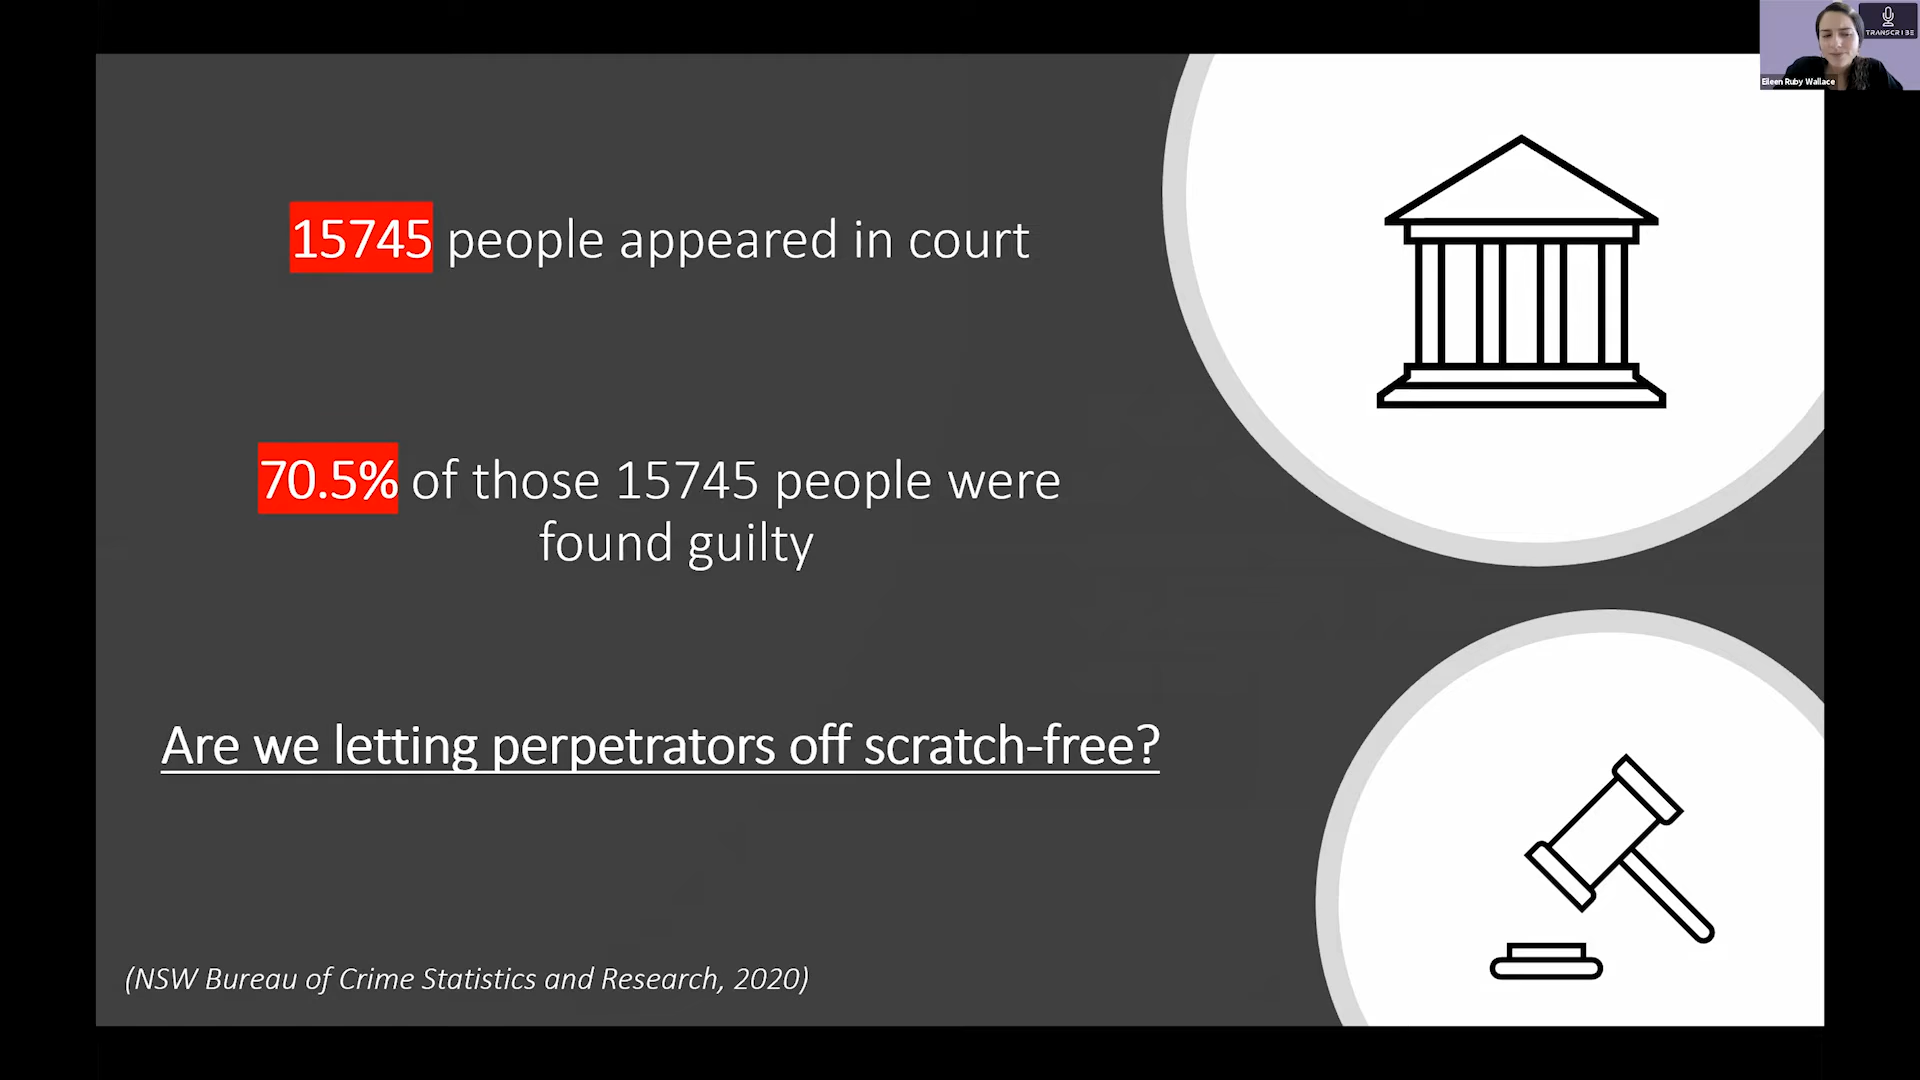 TRANSCRIBE
Eileen Ruby Wallace
15745 people appeared in court
70.5% of those 15745 people were
found guilty
Are we letting perpetrators off scratch-free?
(NSW Bureau of Crime Statistics and Research, 2020)